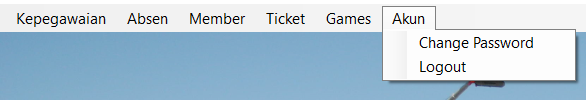 Kepegawaian Absen Member Ticket Games Akun
Change Password
Logout